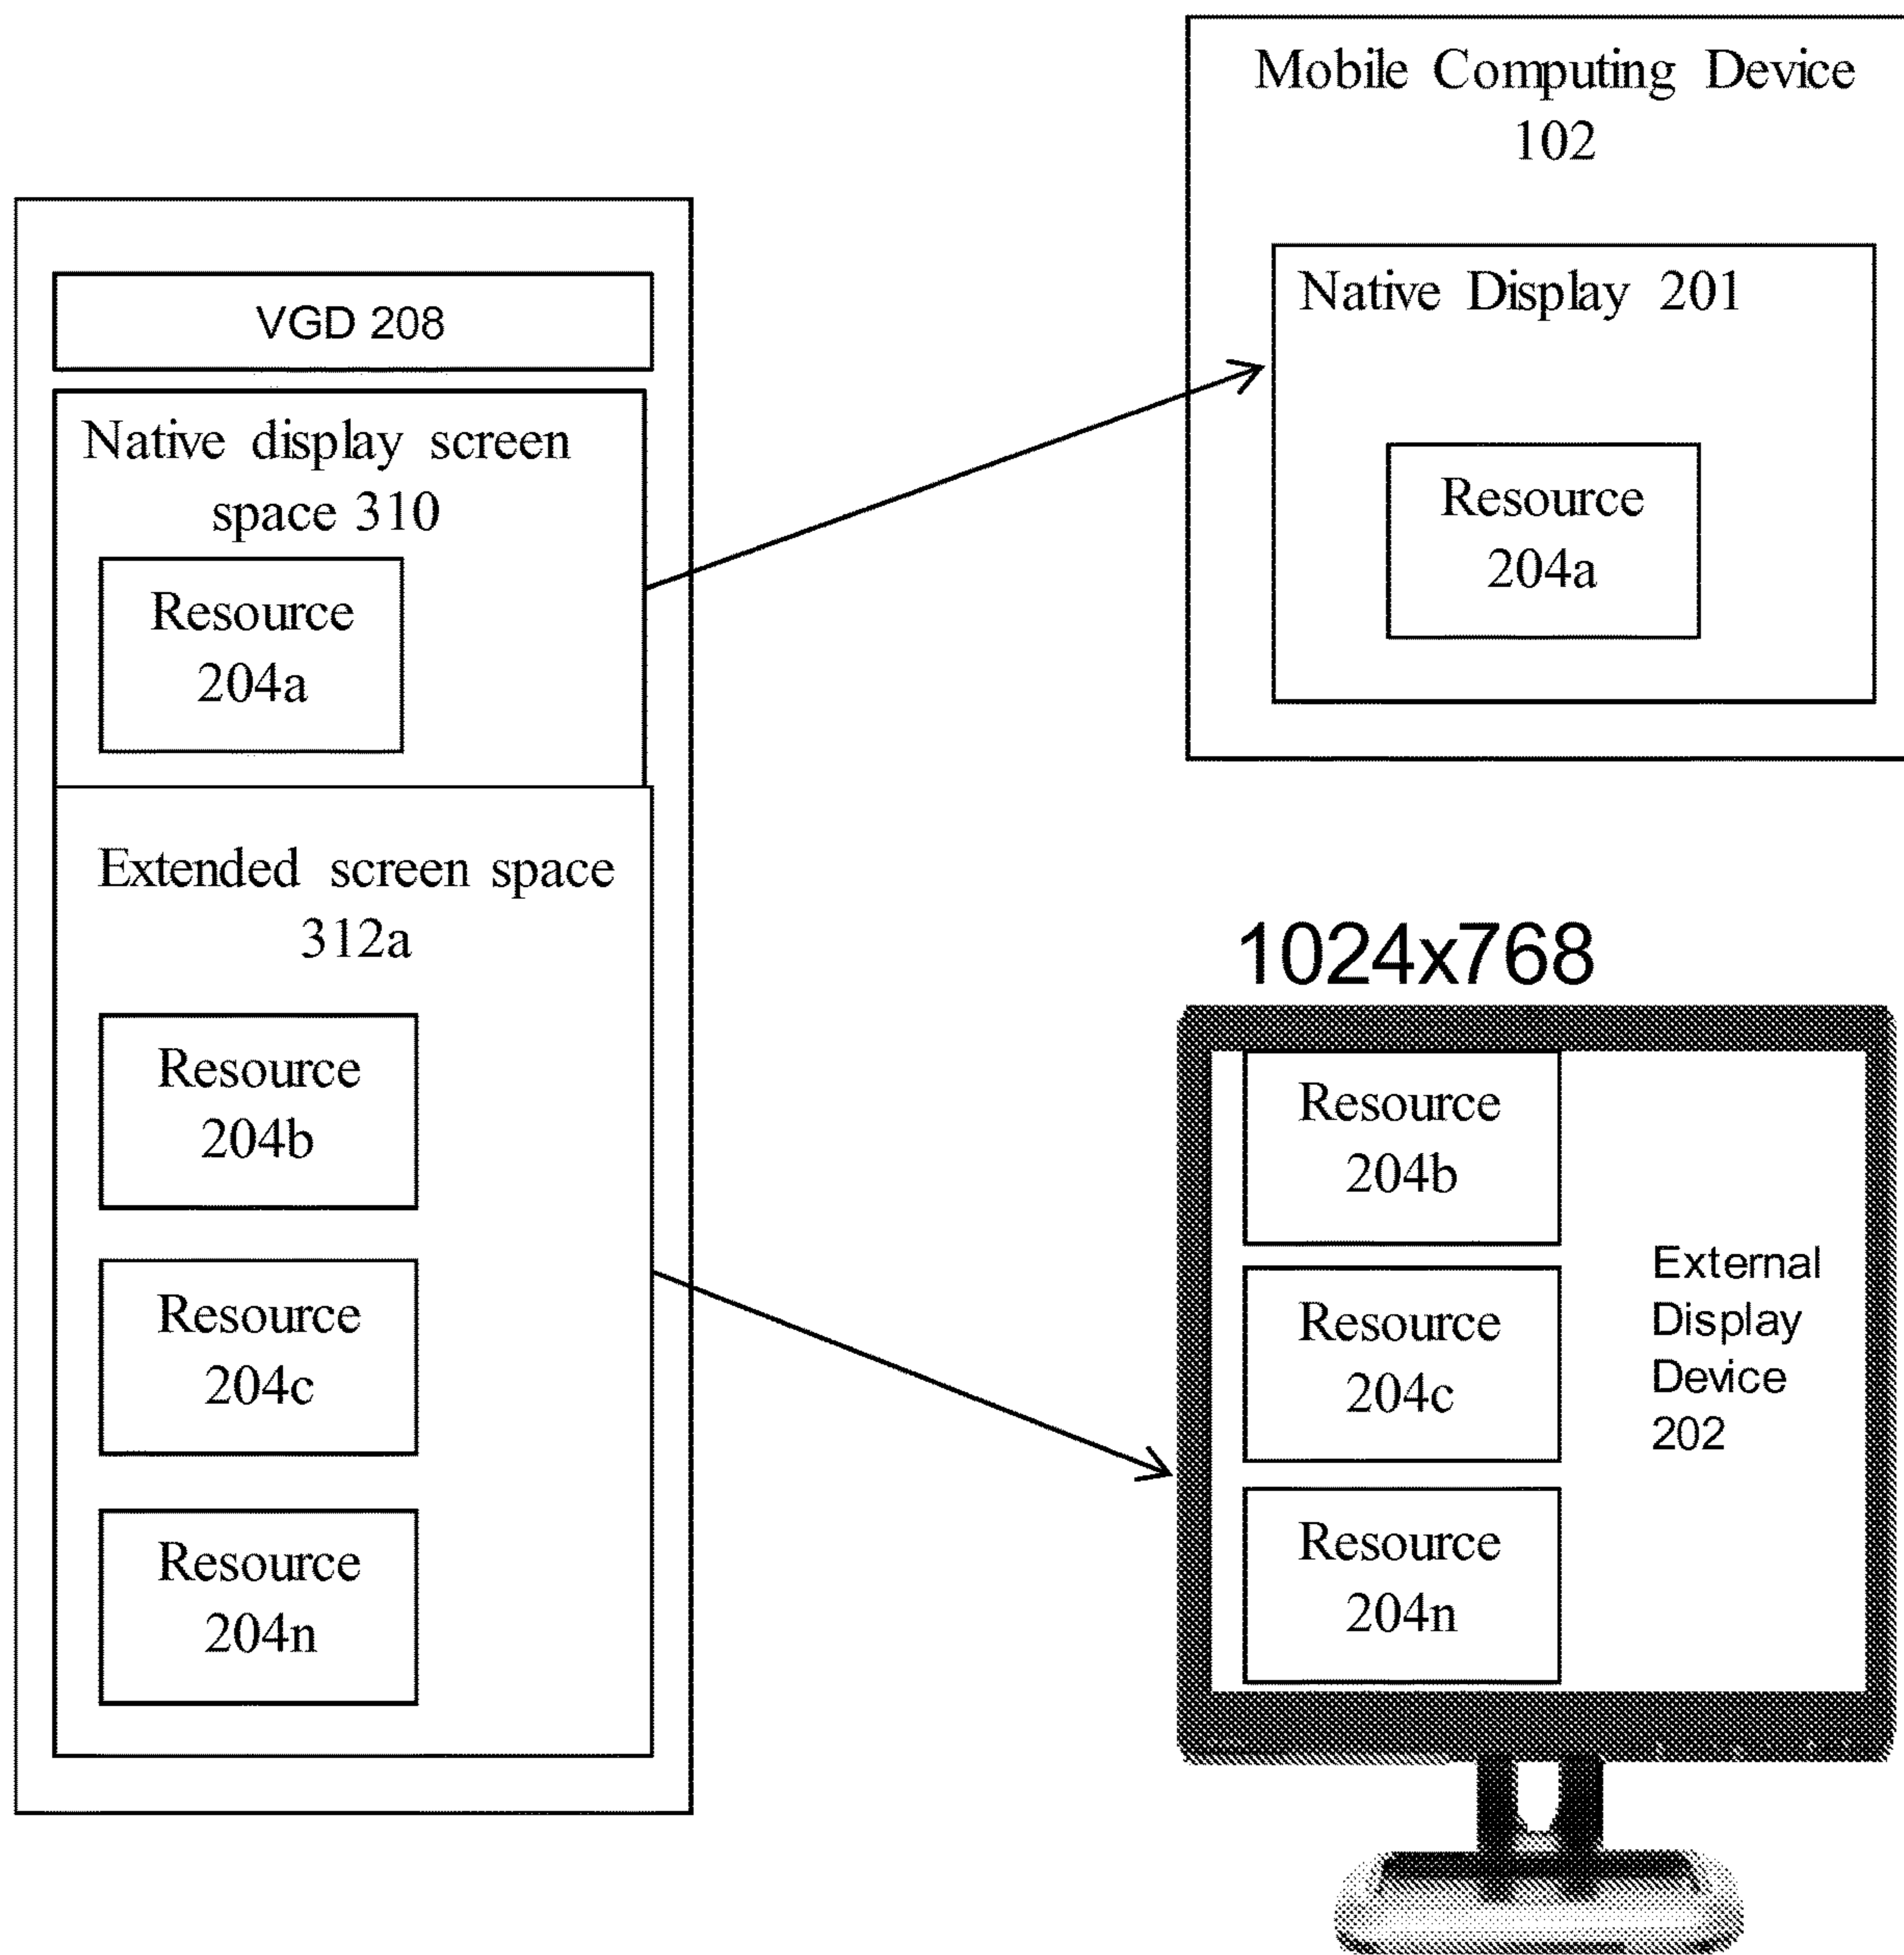 VGD 208
Native display screen
space 310
Resource
204a
Extended screen space
312a
Resource
204b
Resource
204c
Resource
204n
Mobile Computing Device
102
Native Display 201
Resource
204a
1024x768
Resource
204b
Resource
204c
Resource
204n
External
Display
Device
202